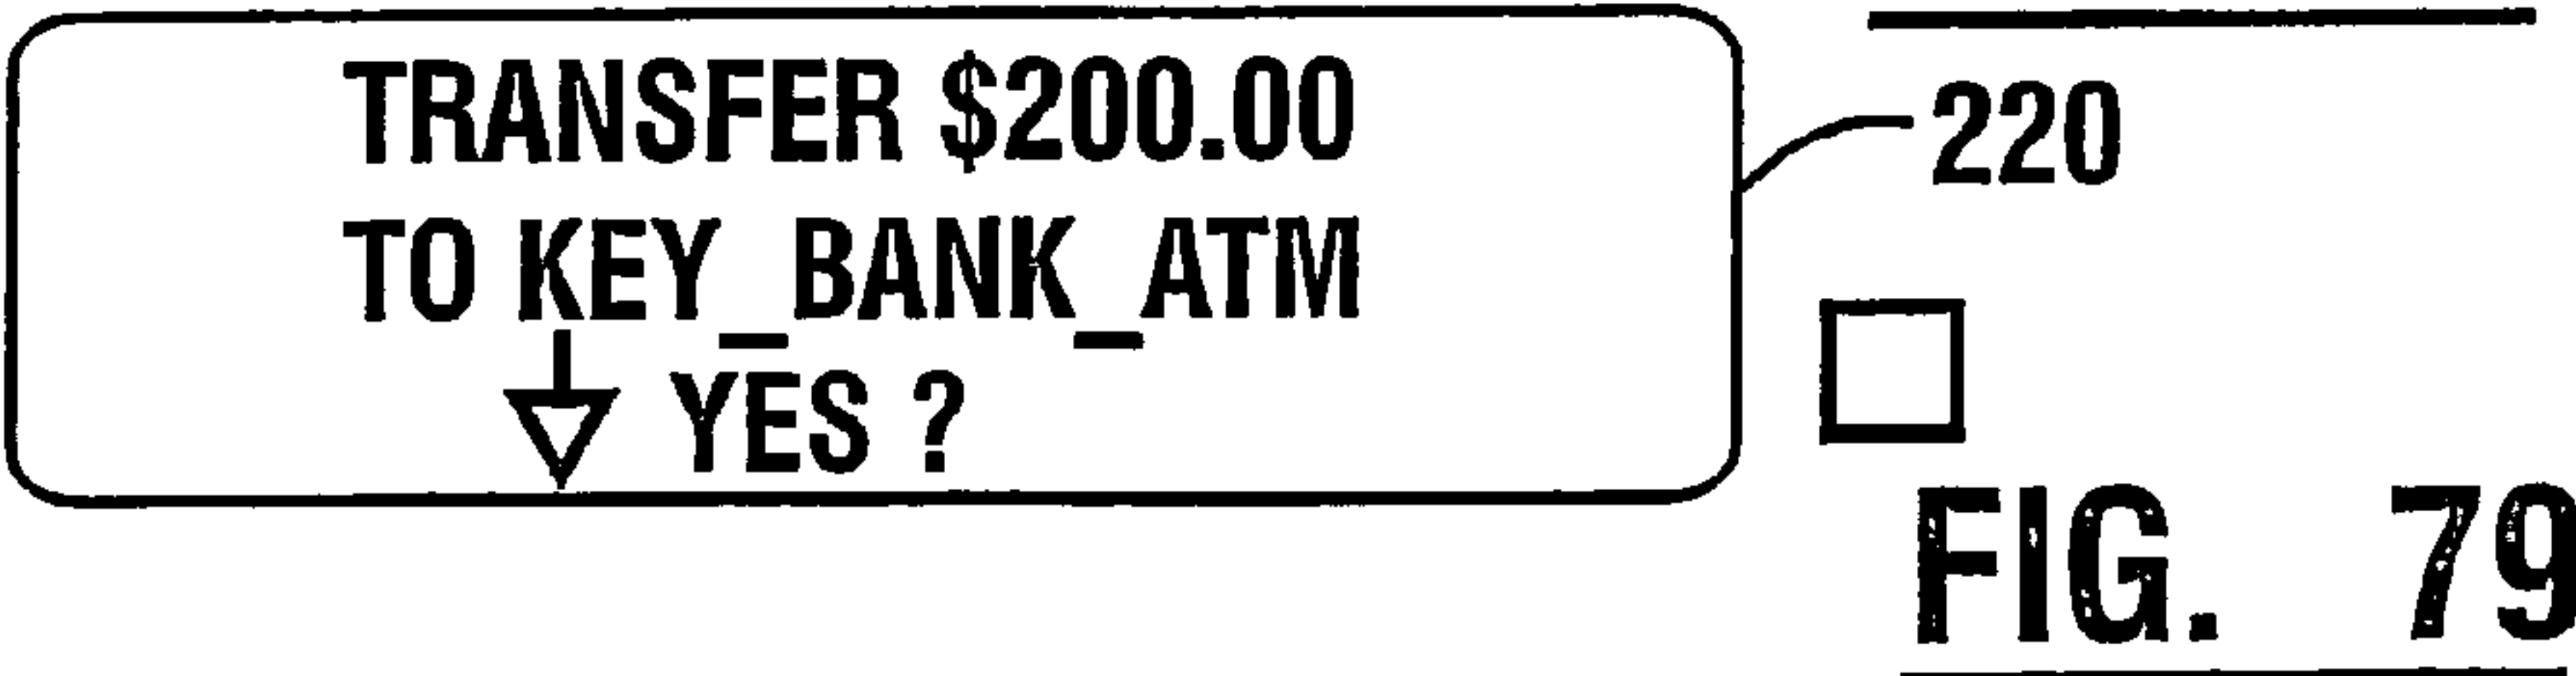 TRANSFER $200.00
TO KEY_BANK_ATM
YES ?
220
FIG. 79